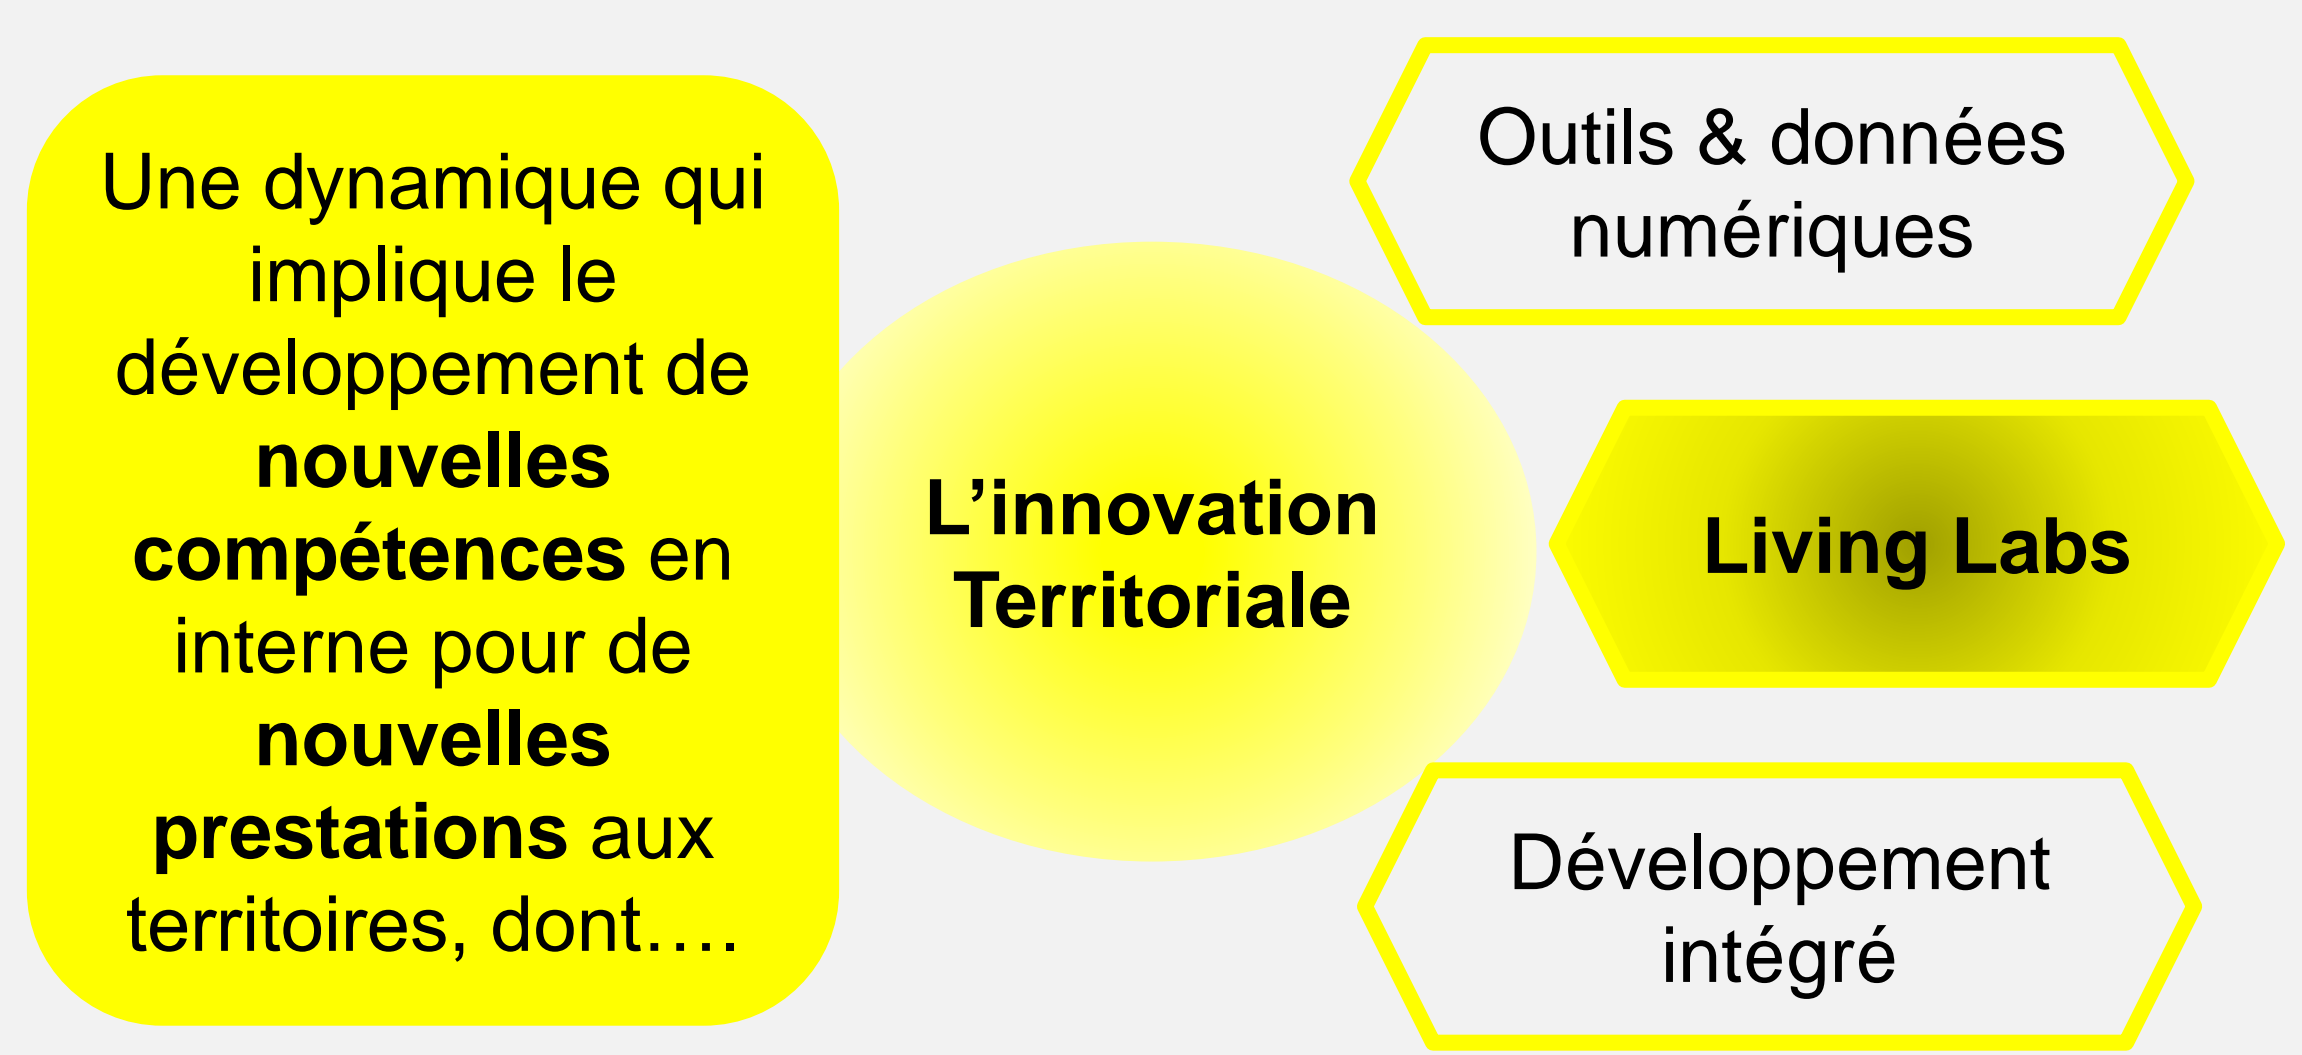 Une dynamique qui
implique le
développement de
nouvelles
compétences en
interne pour de
nouvelles
prestations aux
territoires, dont….
L’innovation
Territoriale
Outils & données
numériques
Living Labs
Développement
intégré